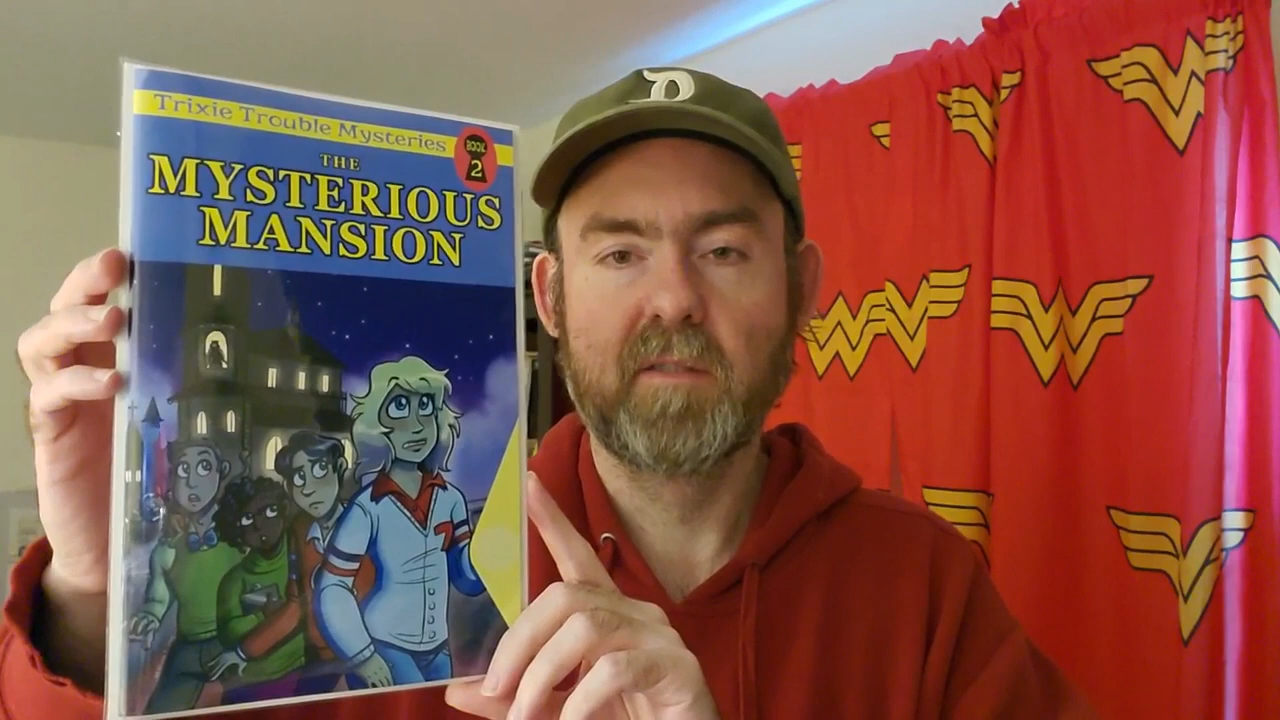 Trixie Trouble Mysteries
BOOK
2
THE
MYSTERIOUS
MANSION
D